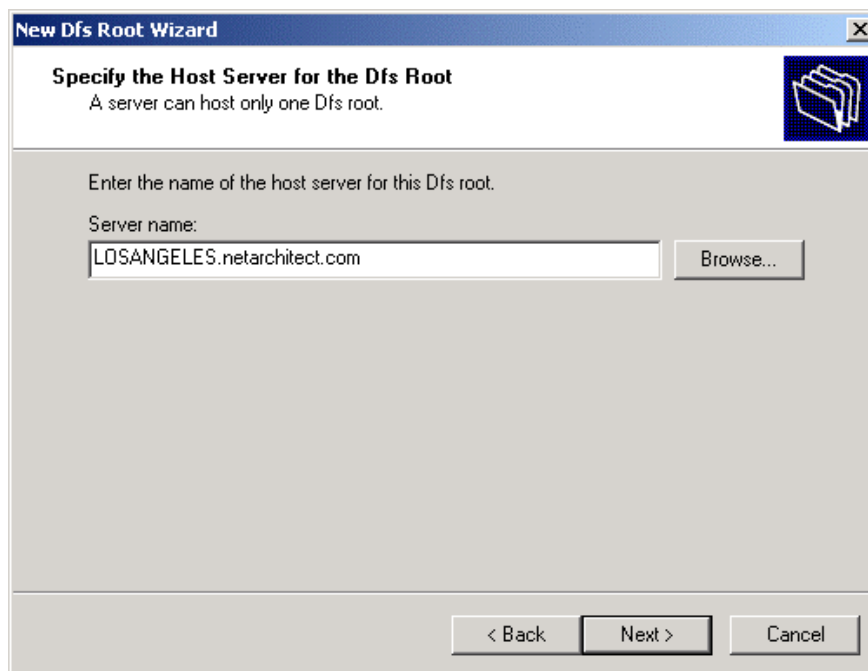 New Dfs Root Wizard
Specify the Host Server for the Dfs Root
A server can host only one Dfs root.
Enter the name of the host server for this Dfs root.
Server name:
LOSANGELES.netarchitect.com
Browse...
< Back
Next >
Cancel